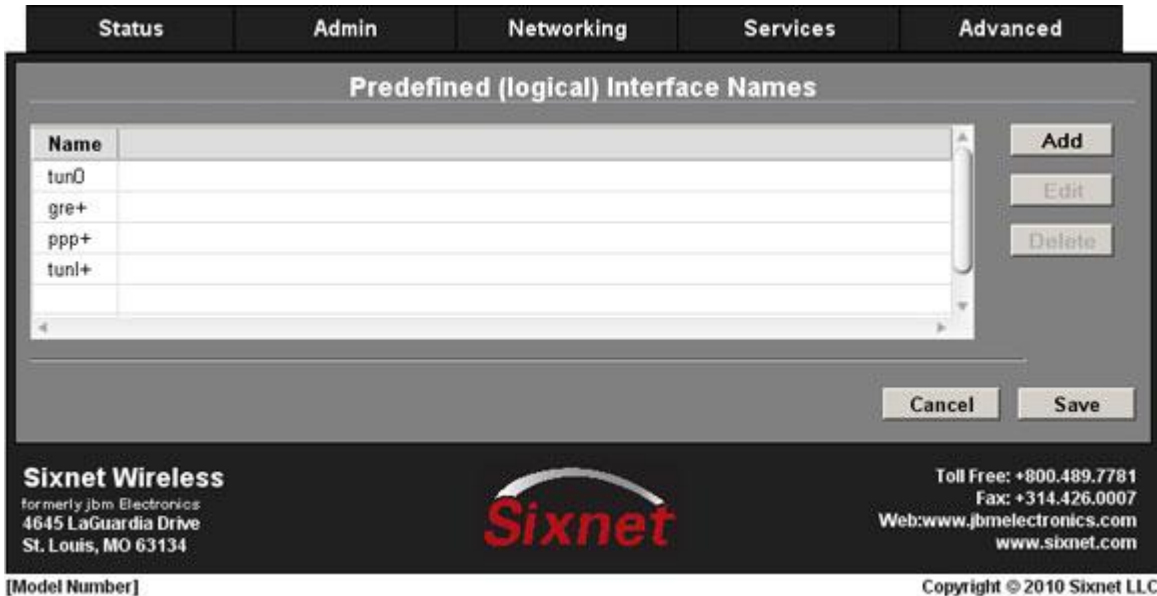 Status Admin Networking Services Advanced
Predefined (logical) Interface Names
Name
tun0
gre+
ppp+
tunl+
Add
Edit
Delete
Cancel Save
Sixnet Wireless
formerly jbm Electronics
4645 LaGuardia Drive
St. Louis, MO 63134
Sixnet
Toll Free: +800.489.7781
Fax: +314.426.0007
Web:www.jbmelectronics.com
www.sixnet.com
[Model Number]
Copyright © 2010 Sixnet LLC